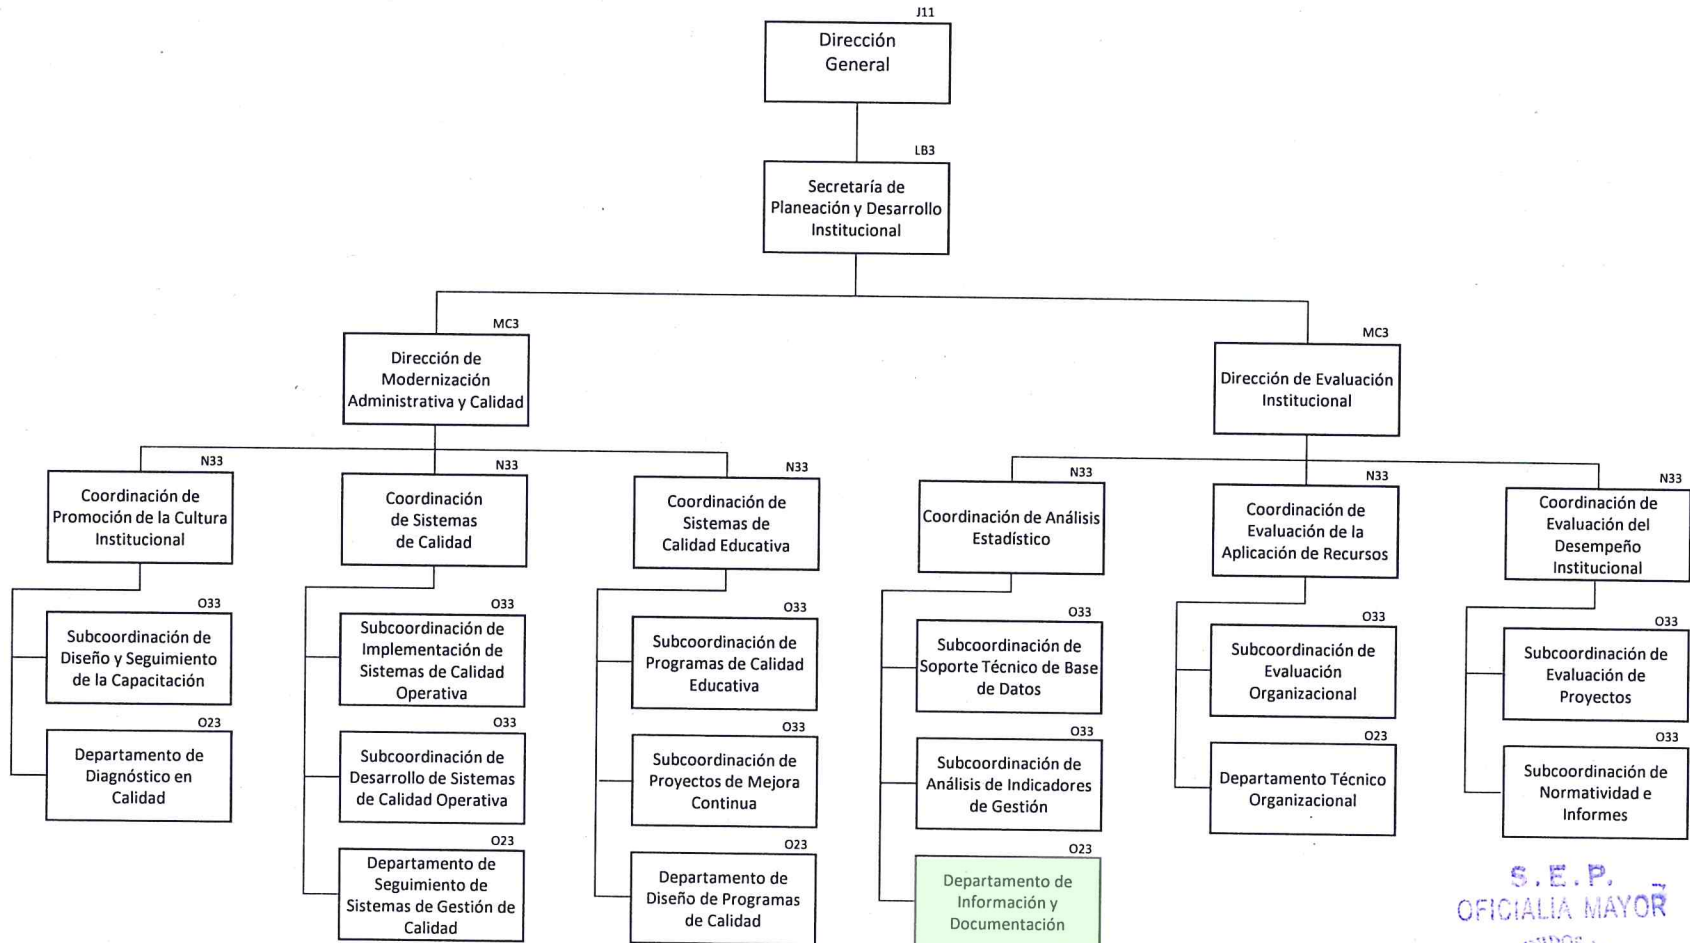 J11
Dirección
General
LB3
Secretaría de
Planeación y Desarrollo
Institucional
MC3
Dirección de
Modernización
Administrativa y Calidad
MC3
Dirección de Evaluación
Institucional
N33
Coordinación de
Promoción de la Cultura
Institucional
N33
Coordinación
de Sistemas
de Calidad
N33
Coordinación de
Sistemas de
Calidad Educativa
N33
Coordinación de Análisis
Estadístico
N33
Coordinación de
Evaluación de la
Aplicación de Recursos
N33
Coordinación de
Evaluación del
Desempeño
Institucional
O33
Subcoordinación de
Diseño y Seguimiento
de la Capacitación
O33
Subcoordinación de
Implementación de
Sistemas de Calidad
Operativa
O33
Subcoordinación de
Programas de Calidad
Educativa
O33
Subcoordinación de
Soporte Técnico de Base
de Datos
O33
Subcoordinación de
Evaluación
Organizacional
O33
Subcoordinación de
Evaluación de
Proyectos
O23
Departamento de
Diagnóstico en
Calidad
O33
Subcoordinación de
Desarrollo de Sistemas
de Calidad Operativa
O33
Subcoordinación de
Proyectos de Mejora
Continua
O33
Subcoordinación de
Análisis de Indicadores
de Gestión
O23
Departamento Técnico
Organizacional
O33
Subcoordinación de
Normatividad e
Informes
O23
Departamento de
Seguimiento de
Sistemas de Gestión de
Calidad
Departamento de
Diseño de Programas
de Calidad
O23
O23
Departamento de
Información y
Documentación
S.E.P.
OFICIALIA MAYOR